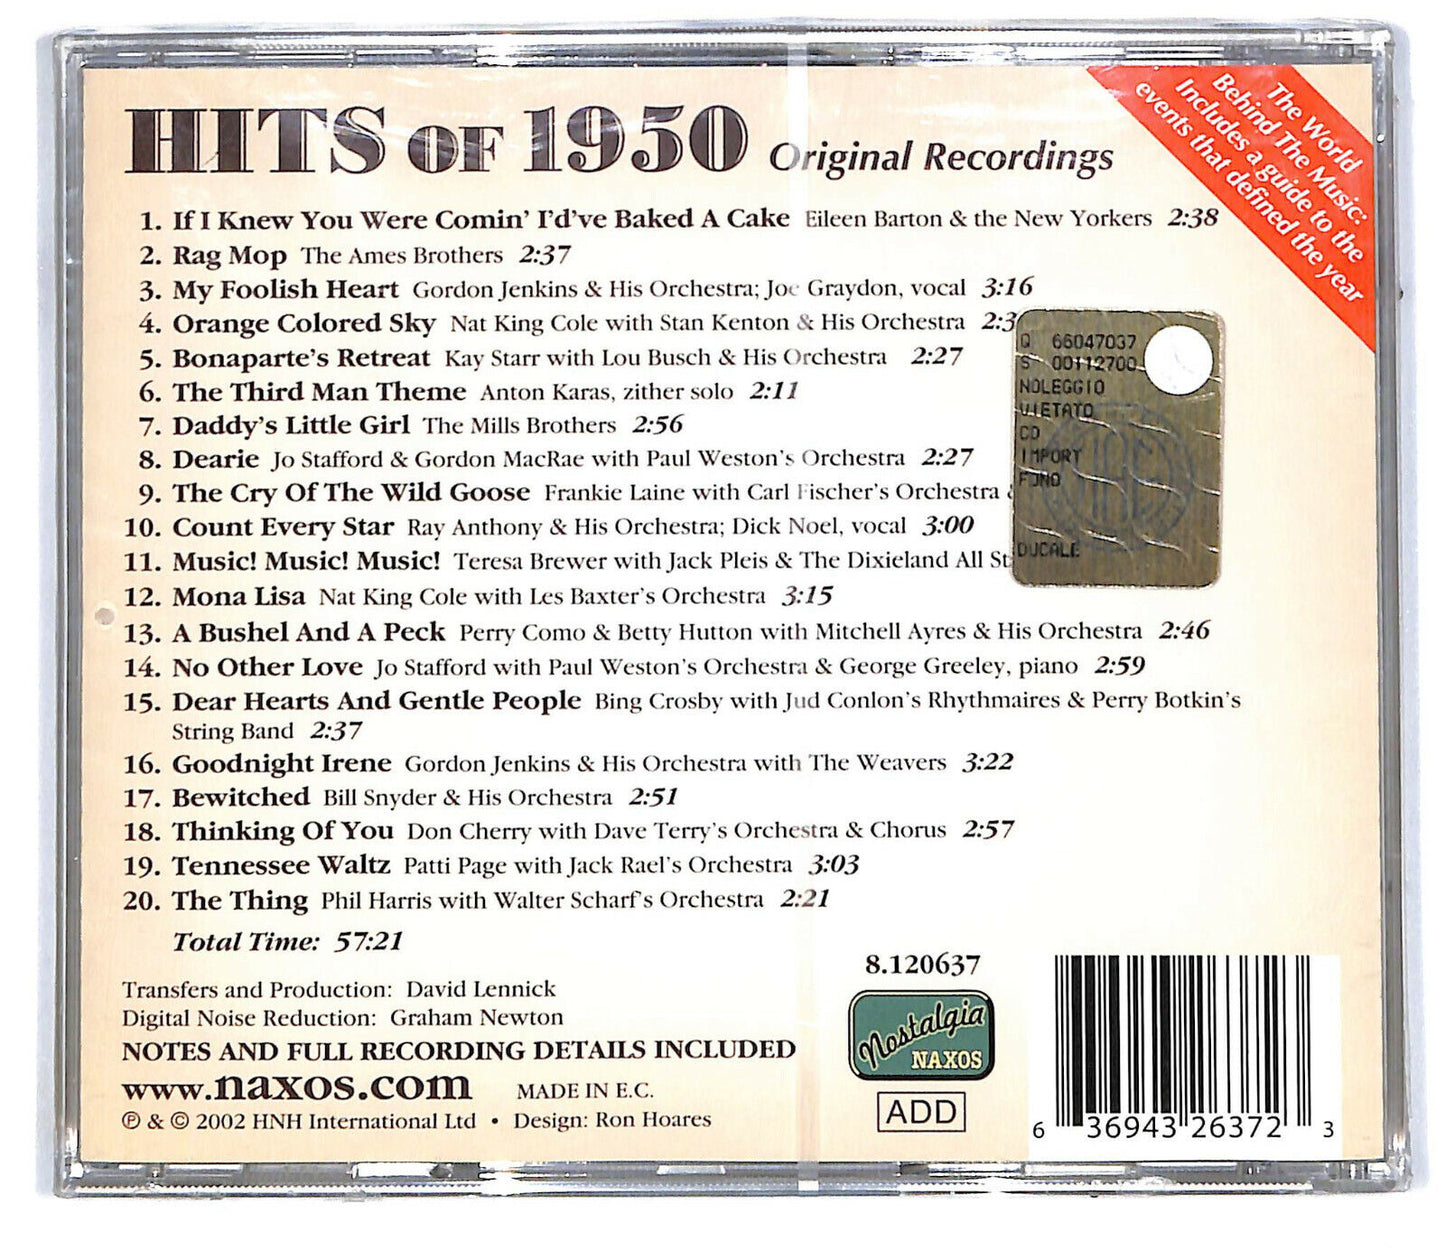 HITS OF 1950 Original Recordings
The World
Behind The Music:
Includes a guide to the
events that defined the year
1. If I Knew You Were Comin' I'd've Baked A Cake Eileen Barton & the New Yorkers 2:38
2. Rag Mop The Ames Brothers 2:37
3. My Foolish Heart Gordon Jenkins & His Orchestra; Joe Graydon, vocal 3:16
4. Orange Colored Sky Nat King Cole with Stan Kenton & His Orchestra
5. Bonaparte's Retreat Kay Starr with Lou Busch & His Orchestra 2:27
6. The Third Man Theme Anton Karas, zither solo 2:11
7. Daddy's Little Girl The Mills Brothers 2:56
8. Dearie Jo Stafford & Gordon MacRae with Paul Weston's Orchestra 2:27
9. The Cry Of The Wild Goose Frankie Laine with Carl Fischer's Orchestra
10. Count Every Star Ray Anthony & His Orchestra; Dick Noel, vocal 3:00
11. Music! Music! Music! Teresa Brewer with Jack Pleis & The Dixieland All
12. Mona Lisa Nat King Cole with Les Baxter's Orchestra 3:15
13. A Bushel And A Peck Perry Como & Betty Hutton with Mitchell Ayres & His Orchestra 2:46
14. No Other Love Jo Stafford with Paul Weston's Orchestra & George Greeley, piano 2:59
15. Dear Hearts And Gentle People Bing Crosby with Jud Conlon's Rhythmaires & Perry Botkin's
String Band 2:37
16. Goodnight Irene Gordon Jenkins & His Orchestra with The Weavers 3:22
17. Bewitched Bill Snyder & His Orchestra 2:51
18. Thinking Of You Don Cherry with Dave Terry's Orchestra & Chorus 2:57
19. Tennessee Waltz Patti Page with Jack Rael's Orchestra 3:03
20. The Thing Phil Harris with Walter Scharf's Orchestra 2:21
Total Time: 57:21
Q 66047037
S 00112700
NOLEGGIO
VIETATO
CD
IMPORT
FONO
DUCALE
Transfers and Production: David Lennick
Digital Noise Reduction: Graham Newton
NOTES AND FULL RECORDING DETAILS INCLUDED
www.naxos.com MADE IN E.C.
℗ & © 2002 HNH International Ltd • Design: Ron Hoares
8.120637
Nostalgia
NAXOS
ADD
6 36943 26372 3